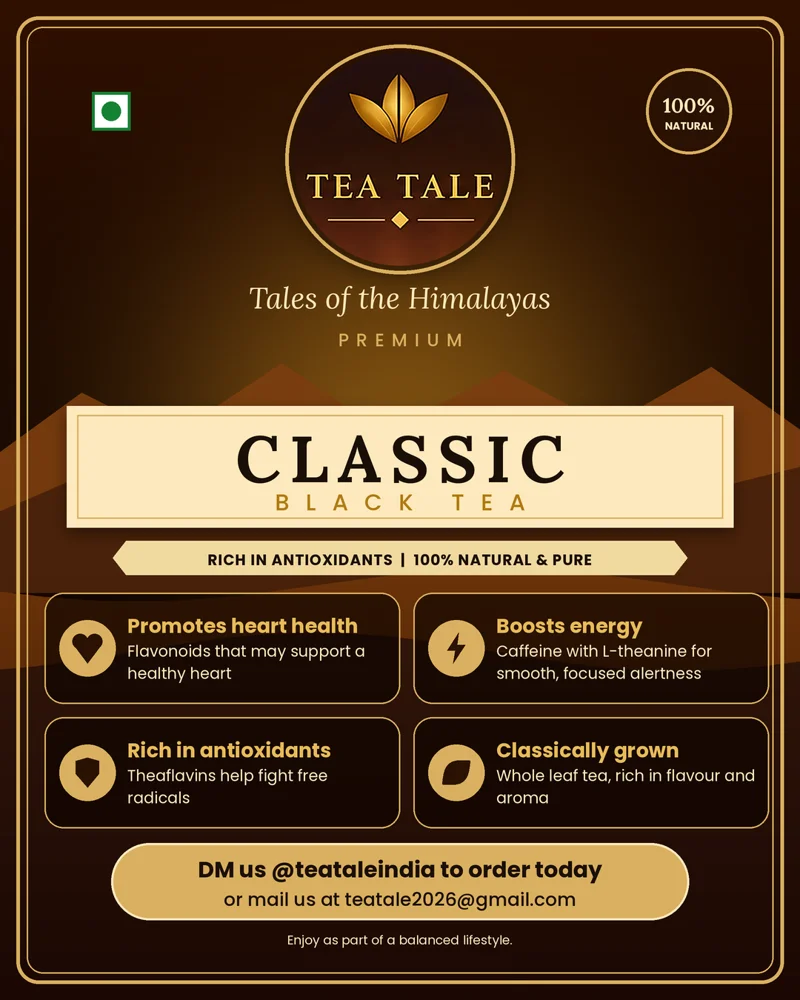 100%
NATURAL
TEA TALE
Tales of the Himalayas
PREMIUM
CLASSIC
BLACK TEA
RICH IN ANTIOXIDANTS | 100% NATURAL & PURE
Promotes heart health
Flavonoids that may support a
healthy heart
Boosts energy
Caffeine with L-theanine for
smooth, focused alertness
Rich in antioxidants
Theaflavins help fight free
radicals
Classically grown
Whole leaf tea, rich in flavour and
aroma
DM us @teataleindia to order today
or mail us at teatale2026@gmail.com
Enjoy as part of a balanced lifestyle.